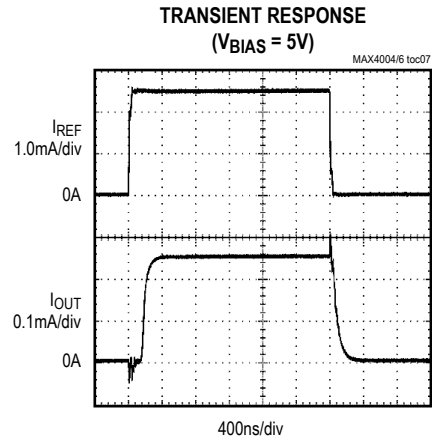 TRANSIENT RESPONSE
(VBIAS = 5V)
MAX4004/6 toc07
IREF
1.0mA/div
0A
IOUT
0.1mA/div
0A
400ns/div